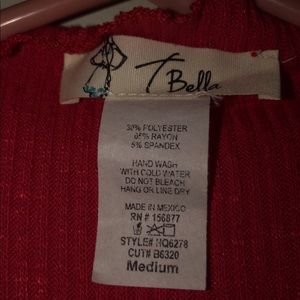 T Bella
30% POLYESTER
65% RAYON
5% SPANDEX
HAND WASH
WITH COLD WATER
DO NOT BLEACH
HANG OR LINE DRY
MADE IN MEXICO
RN # 156877
STYLE# HQ6278
CUT# B6320
Medium